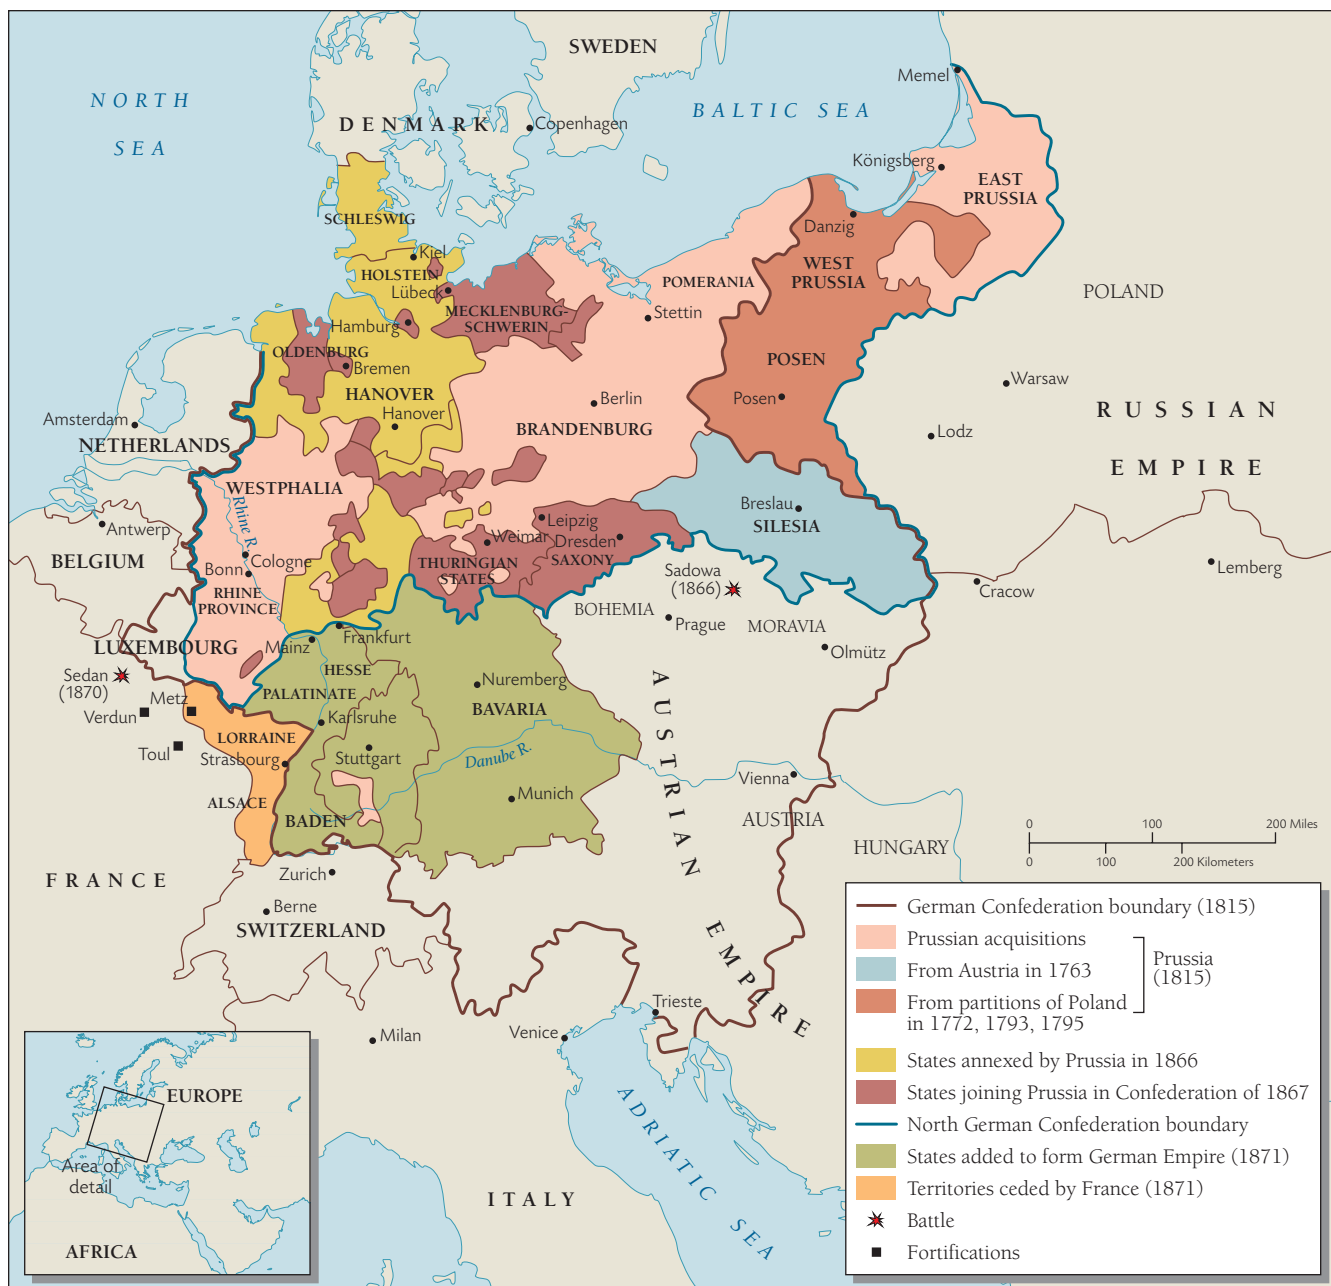 SWEDEN
NORTH
SEA
DENMARK
Copenhagen
BALTIC SEA
Memel
Königsberg
EAST
PRUSSIA
SCHLESWIG
Kiel
HOLSTEIN
Lübeck
Danzig
WEST
PRUSSIA
POMERANIA
POLAND
MECKLENBURG-
SCHWERIN
Stettin
Hamburg
OLDENBURG
Bremen
HANOVER
Hanover
POSEN
Posen
Warsaw
Berlin
BRANDENBURG
RUSSIAN
EMPIRE
Lodz
Amsterdam
NETHERLANDS
WESTPHALIA
Rhine R.
Antwerp
BELGIUM
Cologne
Bonn
RHINE
PROVINCE
Breslau
SILESIA
Leipzig
Weimar
Dresden
SAXONY
THURINGIAN
STATES
Sadowa
(1866)
BOHEMIA
Prague
MORAVIA
Olmütz
Cracow
Lemberg
LUXEMBOURG
Mainz
Frankfurt
HESSE
PALATINATE
Sedan
(1870)
Metz
Verdun
Toul
Nuremberg
BAVARIA
Karlsruhe
LORRAINE
Strasbourg
Stuttgart
Danube R.
ALSACE
Munich
BADEN
AUSTRIAN EMPIRE
Vienna
AUSTRIA
HUNGARY
FRANCE
Zurich
Berne
SWITZERLAND
Trieste
Venice
Milan
ADRIATIC SEA
ITALY
0 100 200 Miles
0 100 200 Kilometers
German Confederation boundary (1815)
Prussian acquisitions
From Austria in 1763
From partitions of Poland
in 1772, 1793, 1795
Prussia
(1815)
States annexed by Prussia in 1866
States joining Prussia in Confederation of 1867
North German Confederation boundary
States added to form German Empire (1871)
Territories ceded by France (1871)
Battle
Fortifications
EUROPE
Area of
detail
AFRICA